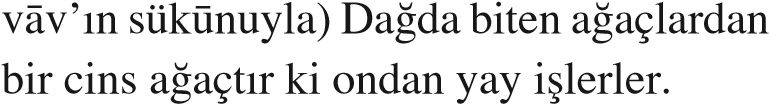 vāv’ın sükūnuyla) Dağda biten ağaçlardan
bir cins ağaçtır ki ondan yay işlerler.